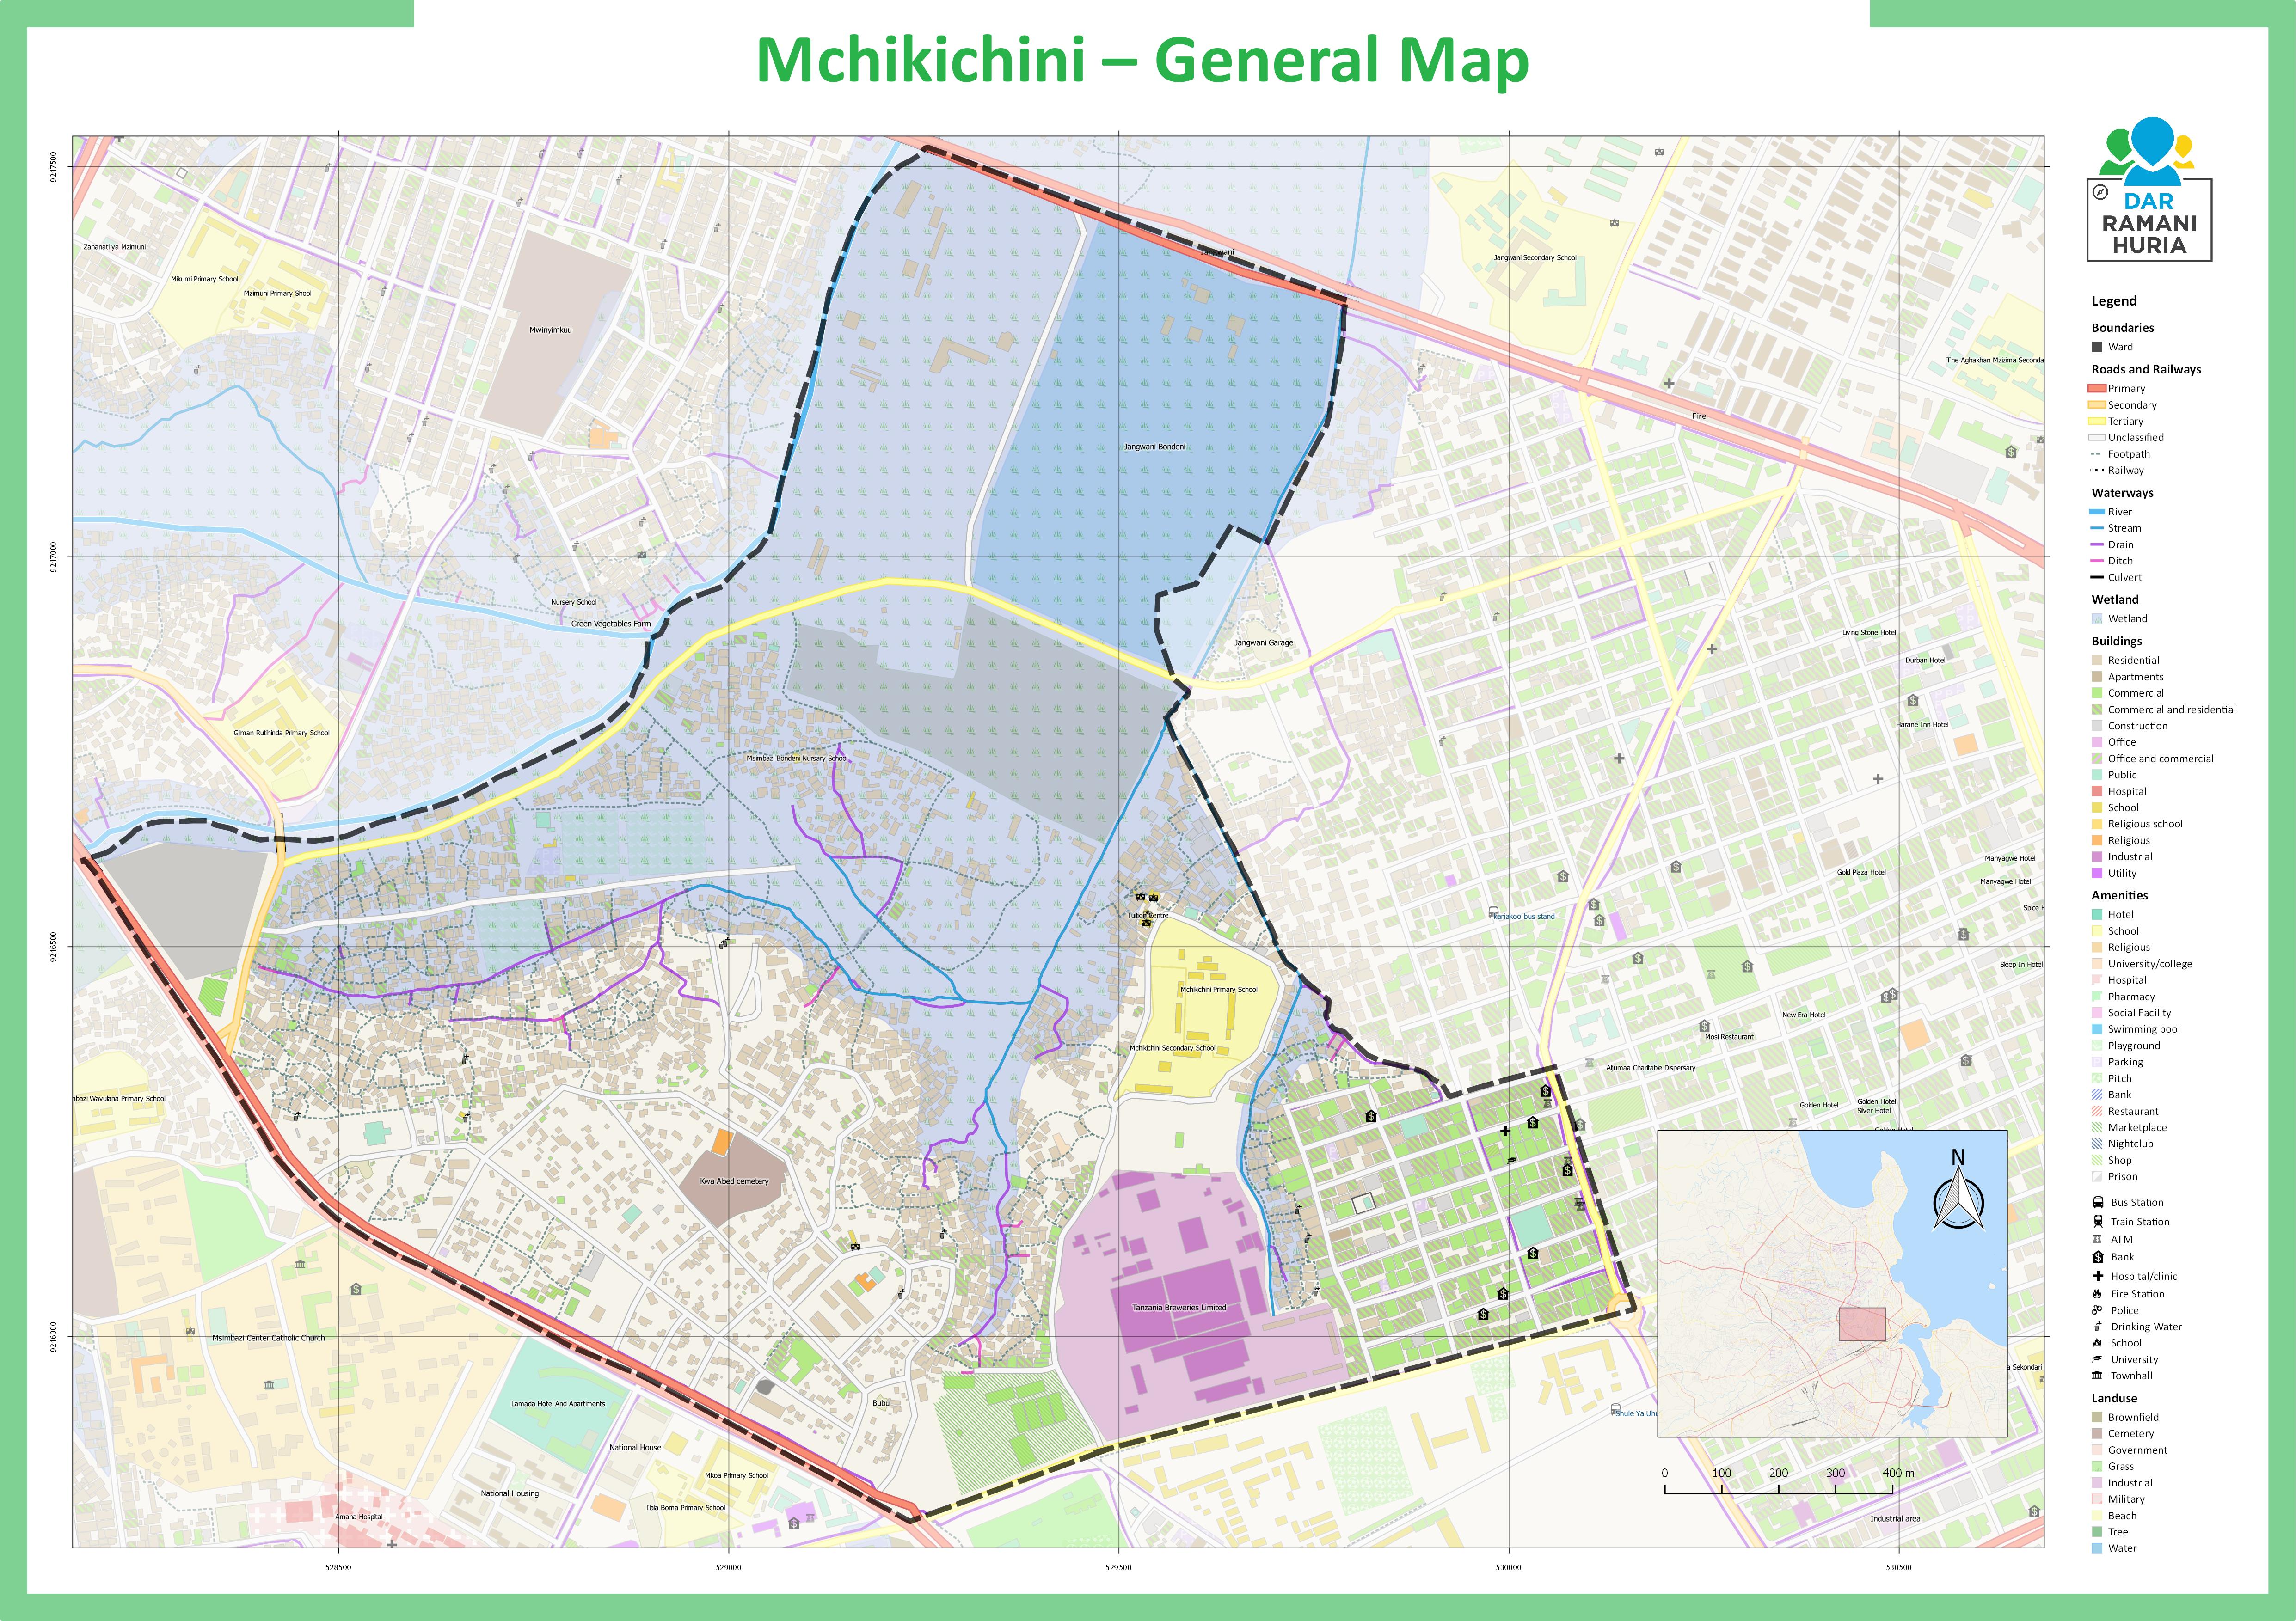 Mchikichini – General Map
DAR
RAMANI
HURIA
9247500
9247000
9246500
9246000
528500
529000
529500
530000
530500
Zahanati ya Mzimuni
Mikumi Primary School
Mzimuni Primary Shool
Mwinyimkuu
Jangwani
Jangwani Secondary School
The Aghakhan Mzizima Seconda
Fire
Jangwani Bondeni
Nursery School
Green Vegetables Farm
Jangwani Garage
Living Stone Hotel
Durban Hotel
Harane Inn Hotel
Gilman Rutihinda Primary School
Msimbazi Bondeni Nursary School
Manyagwe Hotel
Gold Plaza Hotel
Manyagwe Hotel
Spice H
Tuition Centre
Kariakoo bus stand
Sleep In Hotel
Mchikichini Primary School
New Era Hotel
Mosi Restaurant
Mchikichini Secondary School
Aljumaa Charitable Dispersary
mbazi Wavulana Primary School
Golden Hotel
Golden Hotel
Silver Hotel
Kwa Abed cemetery
Tanzania Breweries Limited
Msimbazi Center Catholic Church
a Sekondari
Lamada Hotel And Apartments
Bubu
Shule Ya Uhu
National House
Mkoa Primary School
National Housing
Ilala Boma Primary School
Amana Hospital
Industrial area
N
0 100 200 300 400 m
Legend
Boundaries
Ward
Roads and Railways
Primary
Secondary
Tertiary
Unclassified
Footpath
Railway
Waterways
River
Stream
Drain
Ditch
Culvert
Wetland
Wetland
Buildings
Residential
Apartments
Commercial
Commercial and residential
Construction
Office
Office and commercial
Public
Hospital
School
Religious school
Religious
Industrial
Utility
Amenities
Hotel
School
Religious
University/college
Hospital
Pharmacy
Social Facility
Swimming pool
Playground
Parking
Pitch
Bank
Restaurant
Marketplace
Nightclub
Shop
Prison
Bus Station
Train Station
ATM
Bank
Hospital/clinic
Fire Station
Police
Drinking Water
School
University
Townhall
Landuse
Brownfield
Cemetery
Government
Grass
Industrial
Military
Beach
Tree
Water